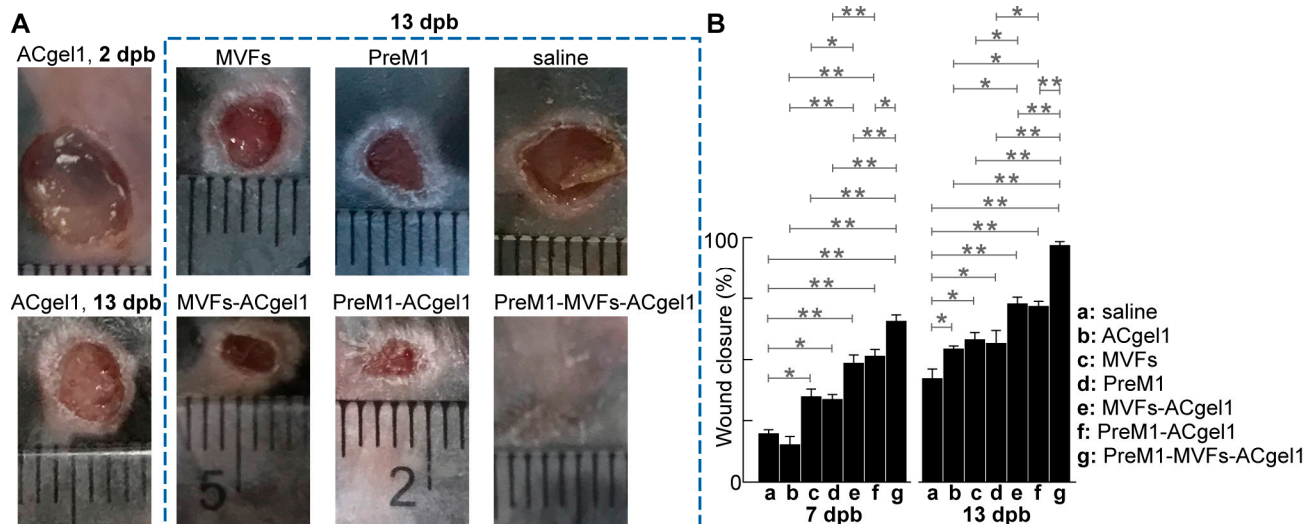 A
13 dpb
ACgel1, 2 dpb
MVFs
PreM1
saline
ACgel1, 13 dpb
MVFs-ACgel1
PreM1-ACgel1
PreM1-MVFs-ACgel1
5
2
B
**
*
**
** *
**
**
**
**
**
**
**
*
*
*
*
*
* **
**
**
**
**
**
**
**
*
*
*
100
0
Wound closure (%)
a b c d e f g
7 dpb
a b c d e f g
13 dpb
a: saline
b: ACgel1
c: MVFs
d: PreM1
e: MVFs-ACgel1
f: PreM1-ACgel1
g: PreM1-MVFs-ACgel1